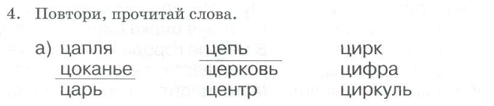 4. Повтори, прочитай слова.
а) цапля цепь цирк
цоканье церковь цифра
царь центр циркуль